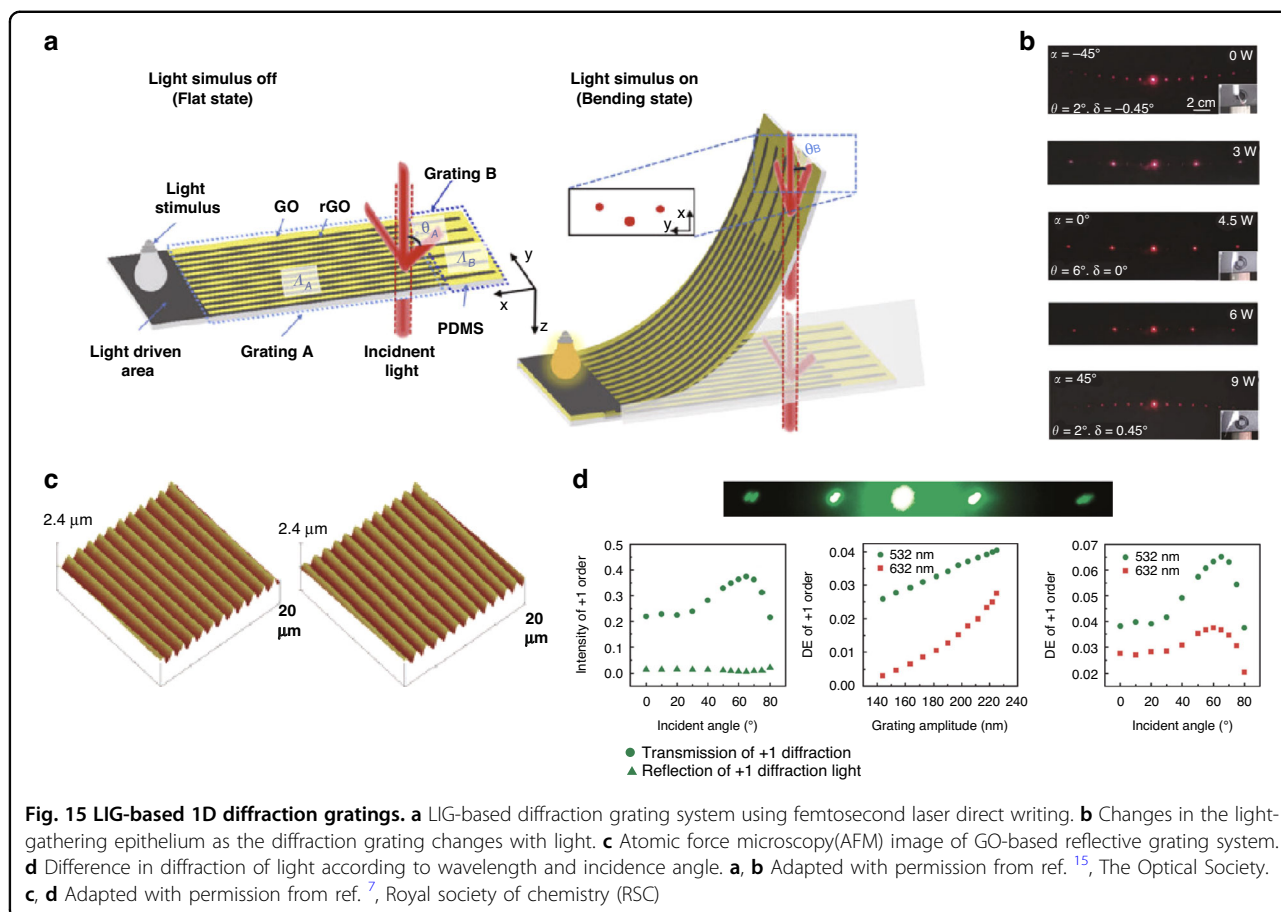 a
Light simulus off
(Flat state)
Light simulus on
(Bending state)
Light
stimulus
GO
rGO
Grating B
θA
ΛA
ΛB
y
x
z
PDMS
Light driven
area
Grating A
Incidnent
light
θB
x
y
b
α = –45°
0 W
θ = 2°. δ = –0.45°
2 cm
3 W
α = 0°
4.5 W
θ = 6°. δ = 0°
6 W
α = 45°
9 W
θ = 2°. δ = 0.45°
c
2.4 μm
20
μm
2.4 μm
20
μm
d
Intensity of +1 order
0.5
0.4
0.3
0.2
0.1
0.0
0 20 40 60 80
Incident angle (°)
Transmission of +1 diffraction
Reflection of +1 diffraction light
DE of +1 order
0.04
0.03
0.02
0.01
0.00
532 nm
632 nm
140 160 180 200 220 240
Grating amplitude (nm)
DE of +1 order
0.07
0.06
0.05
0.04
0.03
0.02
532 nm
632 nm
0 20 40 60 80
Incident angle (°)
Fig. 15 LIG-based 1D diffraction gratings. a LIG-based diffraction grating system using femtosecond laser direct writing. b Changes in the light-
gathering epithelium as the diffraction grating changes with light. c Atomic force microscopy(AFM) image of GO-based reflective grating system.
d Difference in diffraction of light according to wavelength and incidence angle. a, b Adapted with permission from ref. 15, The Optical Society.
c, d Adapted with permission from ref. 7, Royal society of chemistry (RSC)